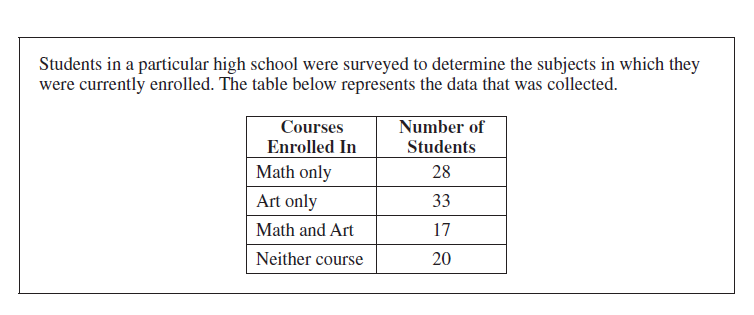 Students in a particular high school were surveyed to determine the subjects in which they
were currently enrolled. The table below represents the data that was collected.
Courses Enrolled In Number of Students
Math only 28
Art only 33
Math and Art 17
Neither course 20